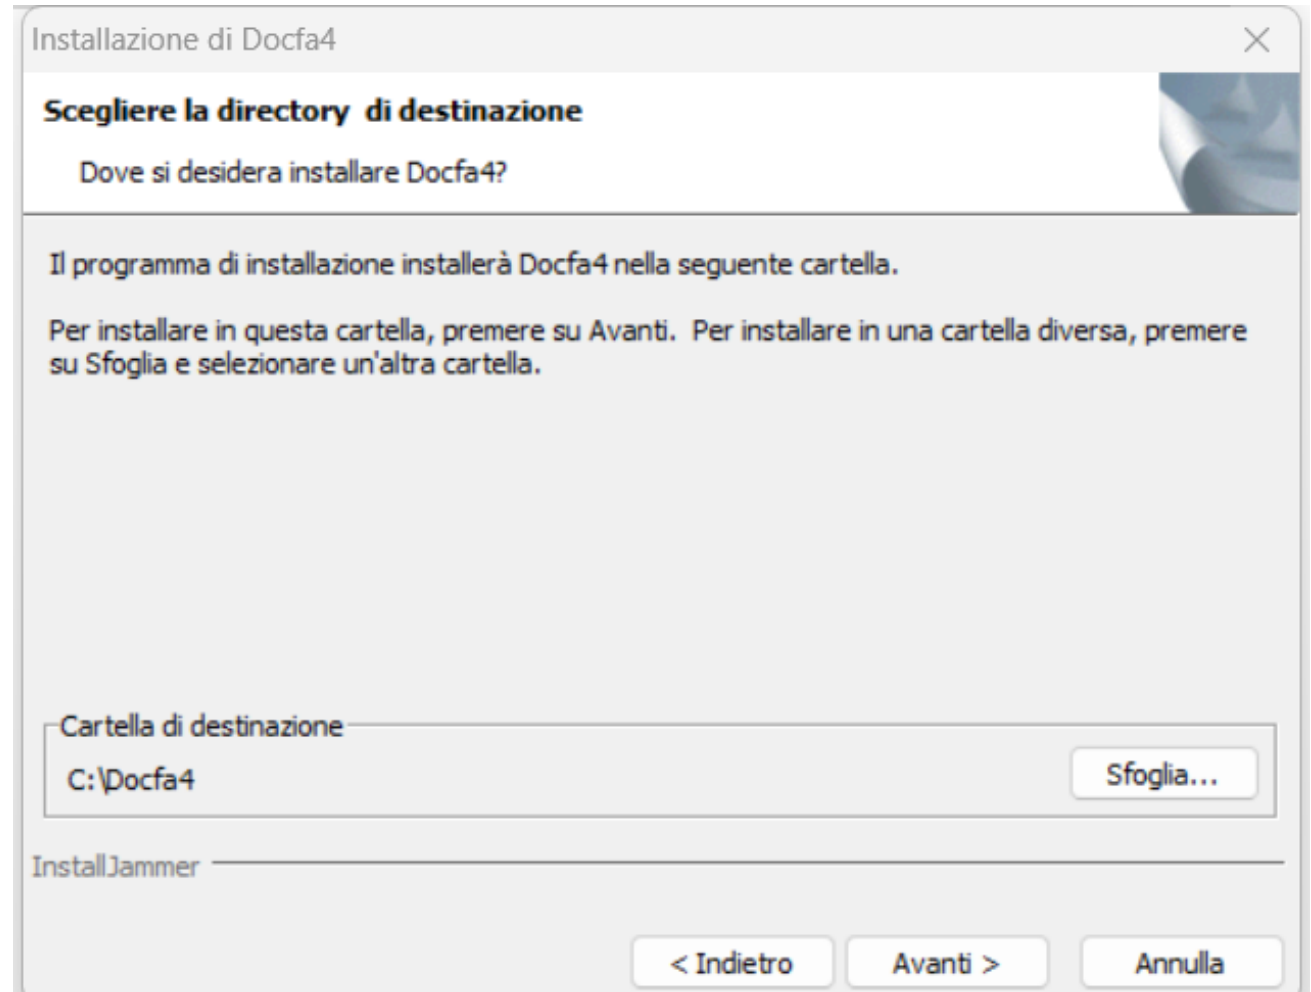 Installazione di Docfa4
Scegliere la directory  di destinazione
Dove si desidera installare Docfa4?
Il programma di installazione installerà Docfa4 nella seguente cartella.
Per installare in questa cartella, premere su Avanti.  Per installare in una cartella diversa, premere
su Sfoglia e selezionare un'altra cartella.
Cartella di destinazione
C:\Docfa4
Sfoglia...
InstallJammer
< Indietro
Avanti >
Annulla